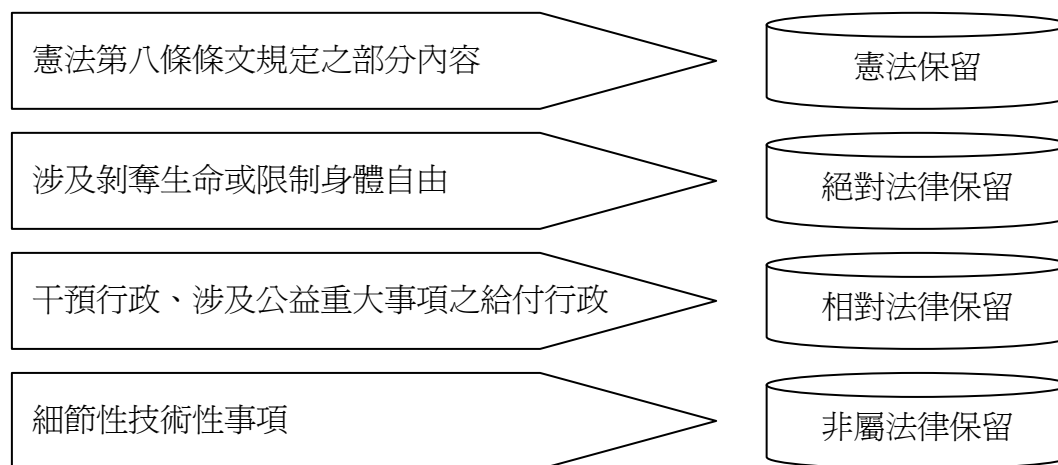 憲法第八條條文規定之部分內容
憲法保留
涉及剝奪生命或限制身體自由
絕對法律保留
干預行政、涉及公益重大事項之給付行政
相對法律保留
細節性技術性事項
非屬法律保留